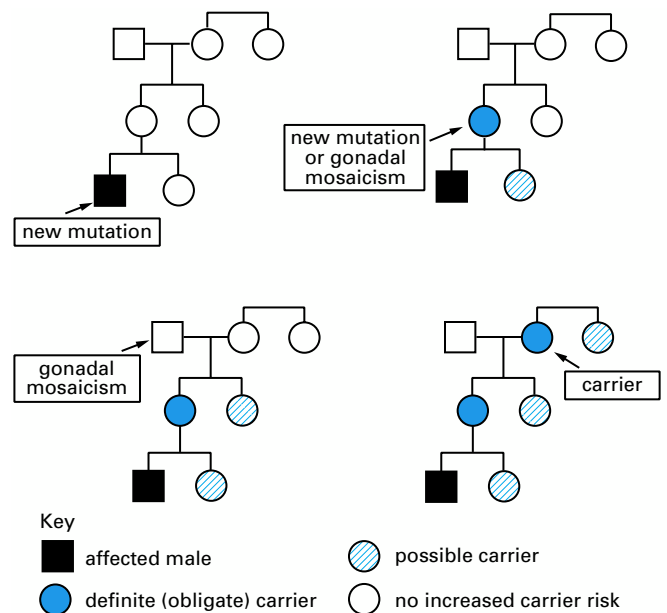 new mutation
new mutation
or gonadal
mosaicism
gonadal
mosaicism
carrier
Key
affected male
possible carrier
definite (obligate) carrier
no increased carrier risk